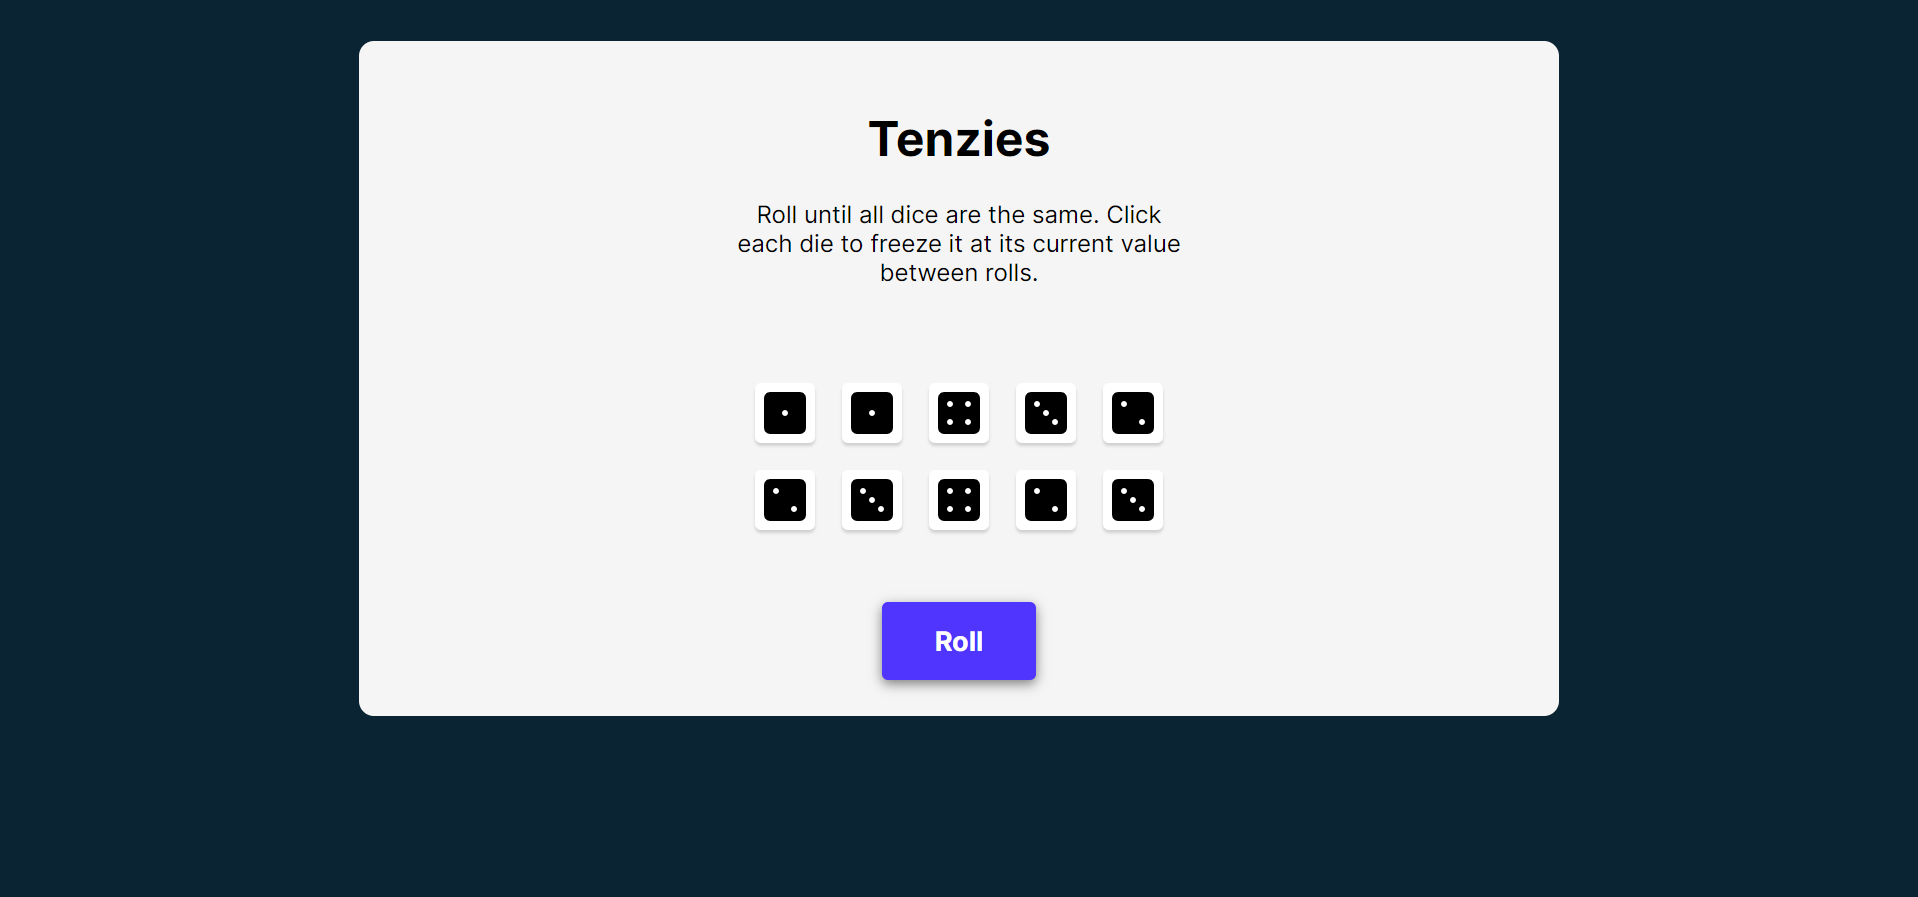 Tenzies
Roll until all dice are the same. Click
each die to freeze it at its current value
between rolls.
Roll